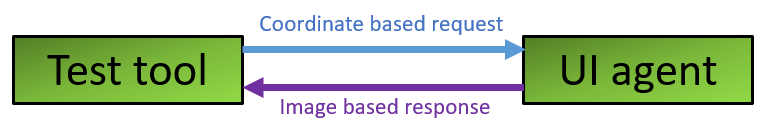 Coordinate based request
Test tool
UI agent
Image based response